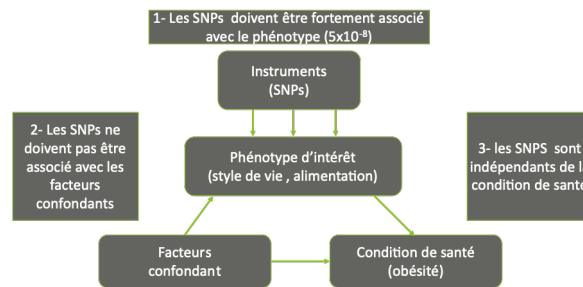 1- Les SNPs doivent être fortement associé
avec le phénotype (5x10⁻⁸)
Instruments
(SNPs)
2- Les SNPs ne
doivent pas être
associé avec les
facteurs
confondants
Phénotype d'intérêt
(style de vie , alimentation)
3- les SNPS sont
indépendants de la
condition de santé
Facteurs
confondant
Condition de santé
(obésité)